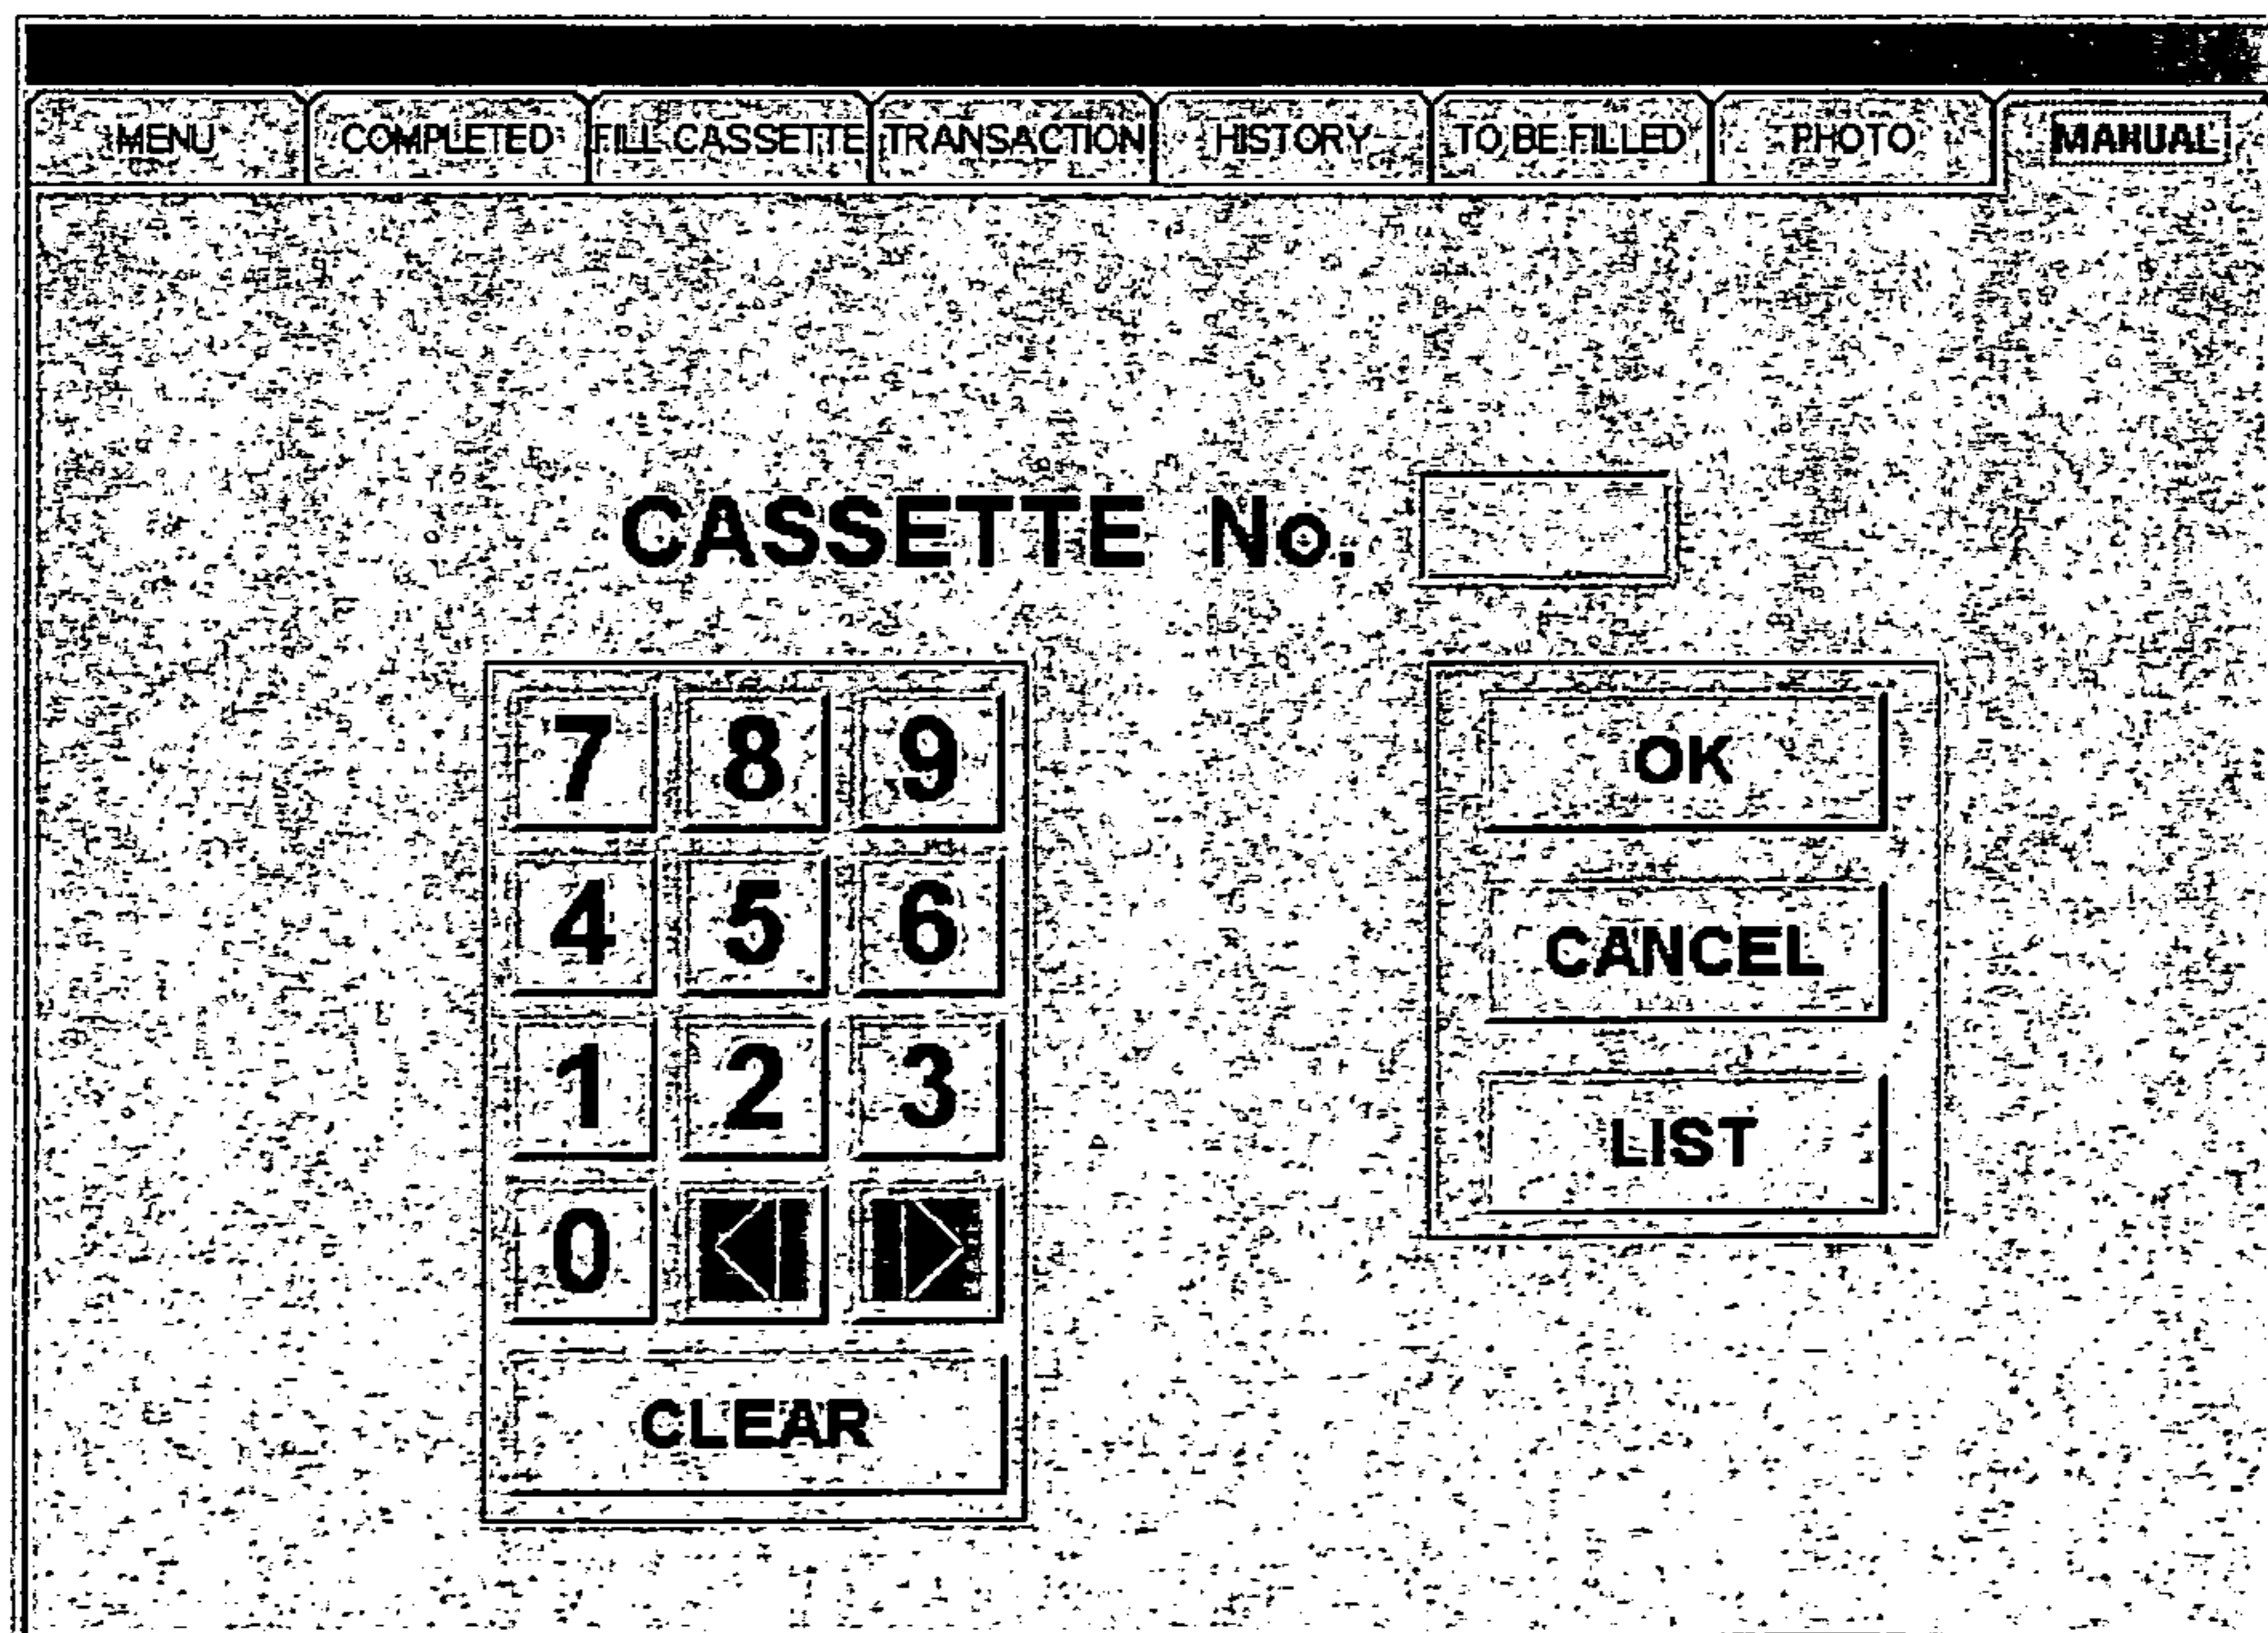 MENU COMPLETED FILL CASSETTE TRANSACTION HISTORY TO BE FILLED PHOTO MANUAL
CASSETTE No.
7 8 9
4 5 6
1 2 3
0
CLEAR
OK
CANCEL
LIST